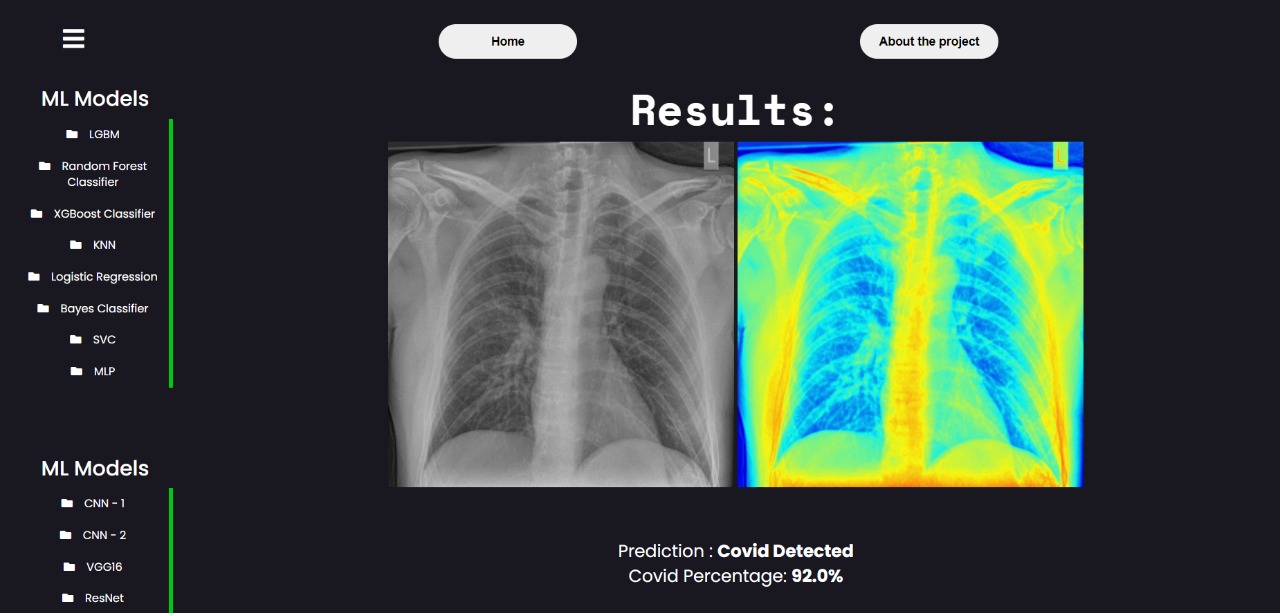 Home
About the project
ML Models
LGBM
Random Forest
Classifier
XGBoost Classifier
KNN
Logistic Regression
Bayes Classifier
SVC
MLP
ML Models
CNN - 1
CNN - 2
VGG16
ResNet
Results:
L
L
Prediction : Covid Detected
Covid Percentage: 92.0%